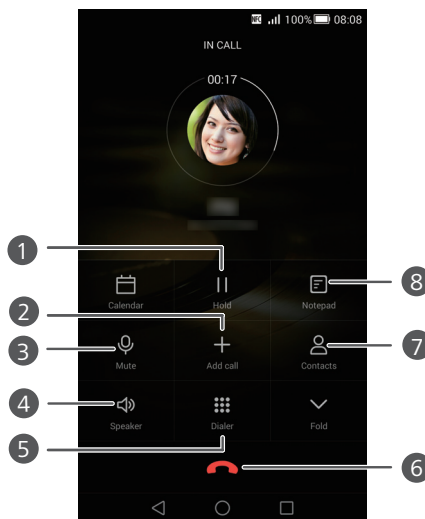 NFC 100% 08:08
IN CALL
00:17
1
Calendar Hold Notepad 8
2
3 Mute Add call Contacts 7
4 Speaker Dialer Fold
5
6